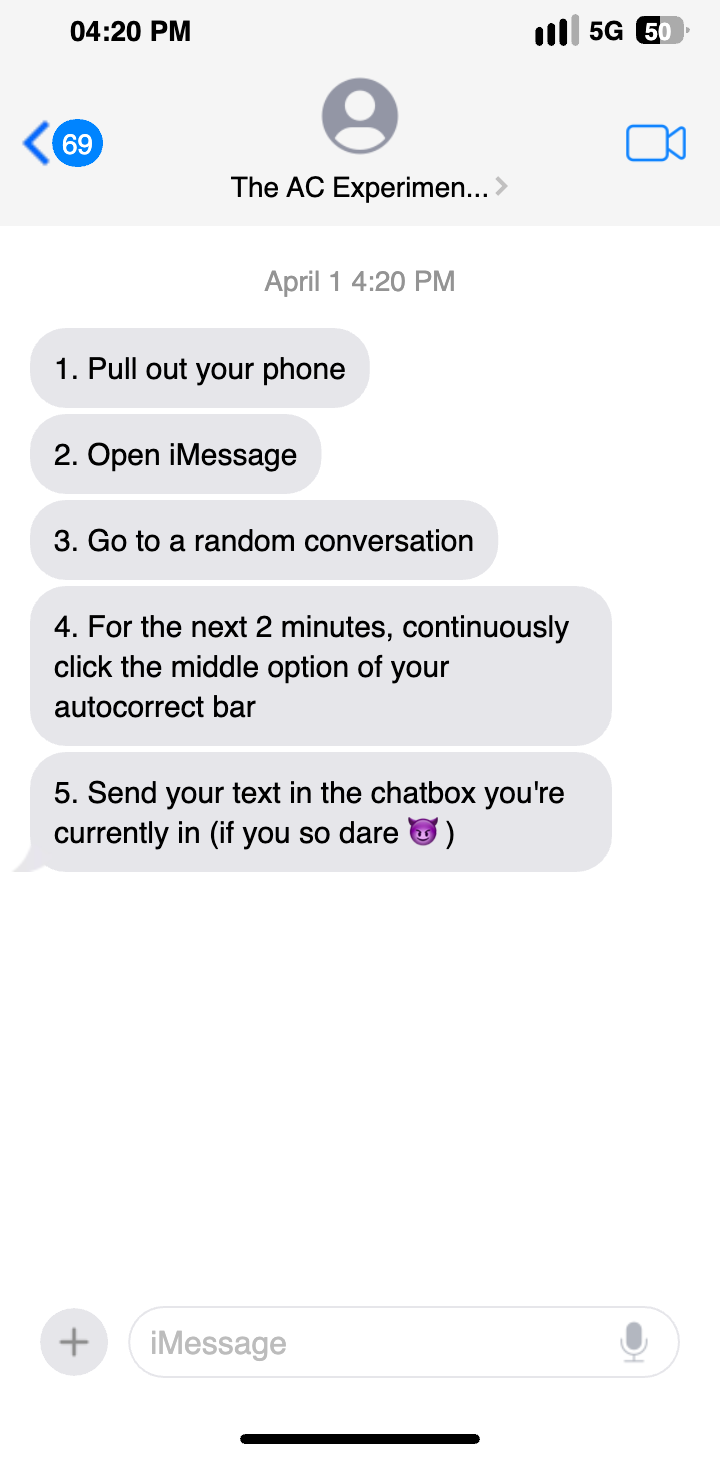 04:20 PM
5G
50
69
The AC Experimen...
April 1 4:20 PM
1. Pull out your phone
2. Open iMessage
3. Go to a random conversation
4. For the next 2 minutes, continuously
click the middle option of your
autocorrect bar
5. Send your text in the chatbox you're
currently in (if you so dare 😈 )
iMessage